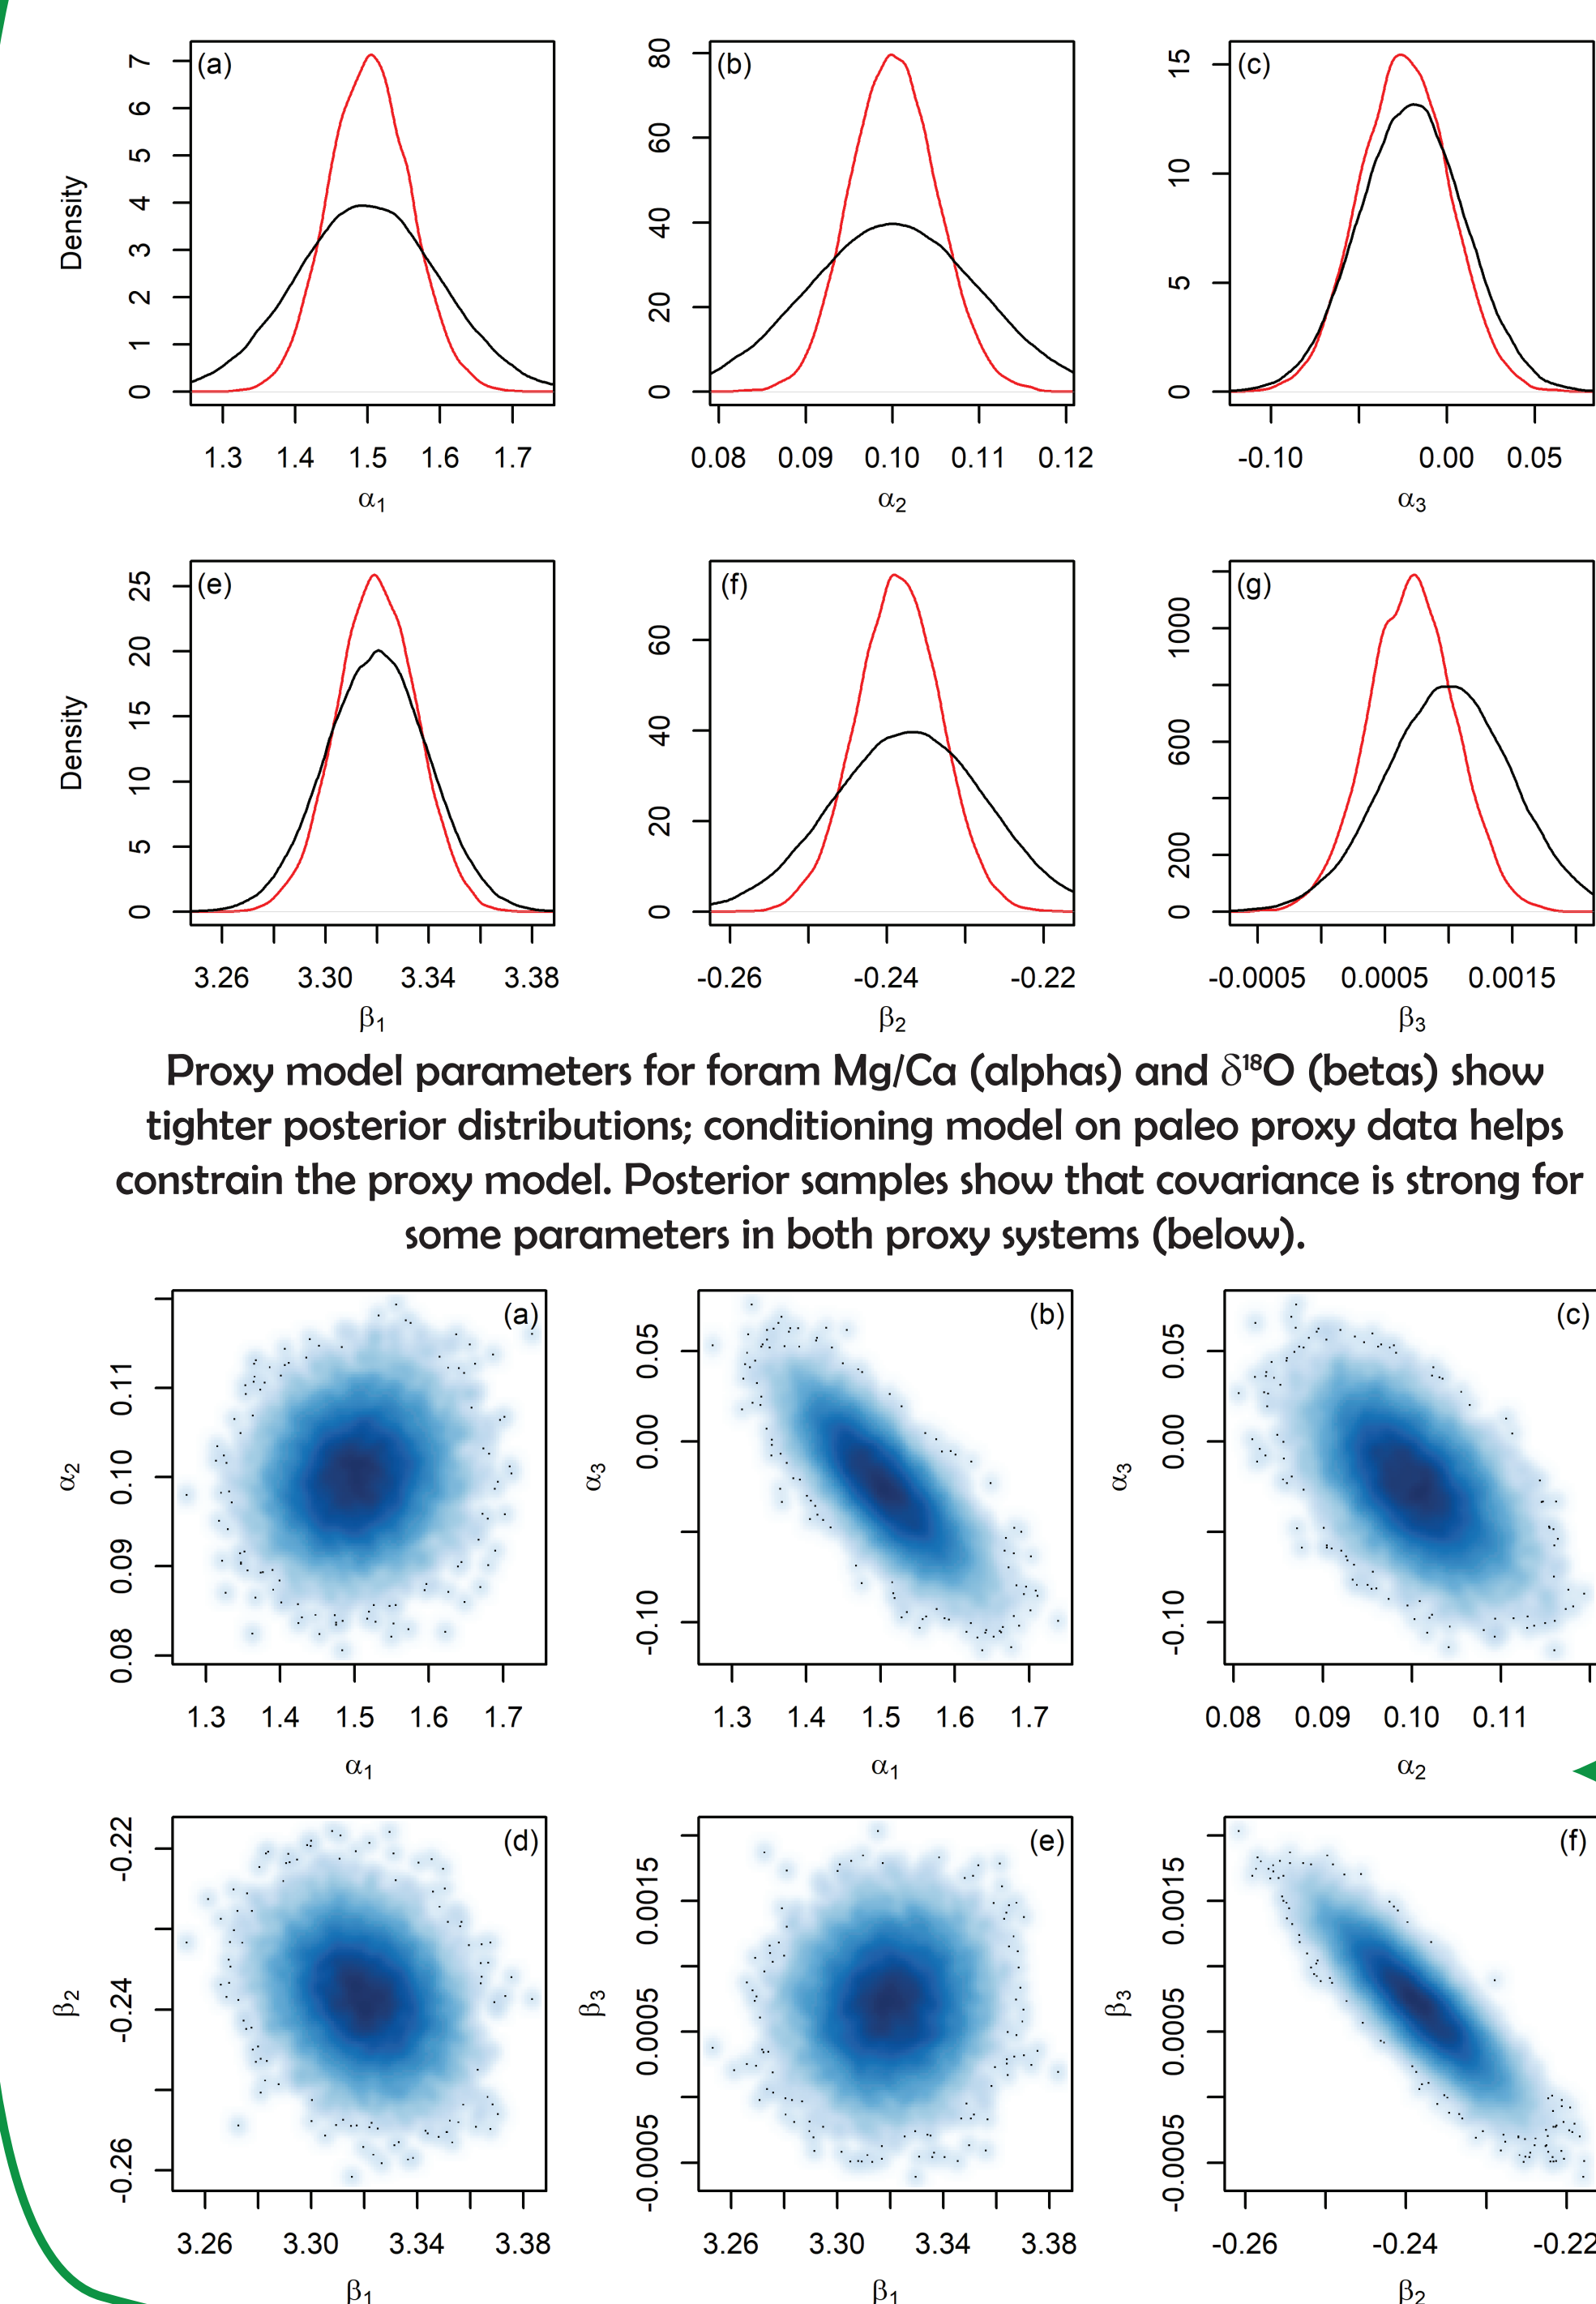 (a)
Density
7
6
5
4
3
2
1
0
1.3 1.4 1.5 1.6 1.7
α1
(b)
80
60
40
20
0
0.08 0.09 0.10 0.11 0.12
α2
(c)
15
10
5
0
-0.10 0.00 0.05
α3
(e)
Density
25
20
15
10
5
0
3.26 3.30 3.34 3.38
β1
(f)
60
40
20
0
-0.26 -0.24 -0.22
β2
(g)
1000
600
200
0
-0.0005 0.0005 0.0015
β3
Proxy model parameters for foram Mg/Ca (alphas) and δ¹⁸O (betas) show
tighter posterior distributions; conditioning model on paleo proxy data helps
constrain the proxy model. Posterior samples show that covariance is strong for
some parameters in both proxy systems (below).
(a)
α2
0.11
0.10
0.09
0.08
1.3 1.4 1.5 1.6 1.7
α1
(b)
α3
0.05
0.00
-0.10
1.3 1.4 1.5 1.6 1.7
α1
(c)
α3
0.05
0.00
-0.10
0.08 0.09 0.10 0.11
α2
(d)
β2
-0.22
-0.24
-0.26
3.26 3.30 3.34 3.38
β1
(e)
β3
0.0015
0.0005
-0.0005
3.26 3.30 3.34 3.38
β1
(f)
β3
0.0015
0.0005
-0.0005
-0.26 -0.24 -0.22
β2